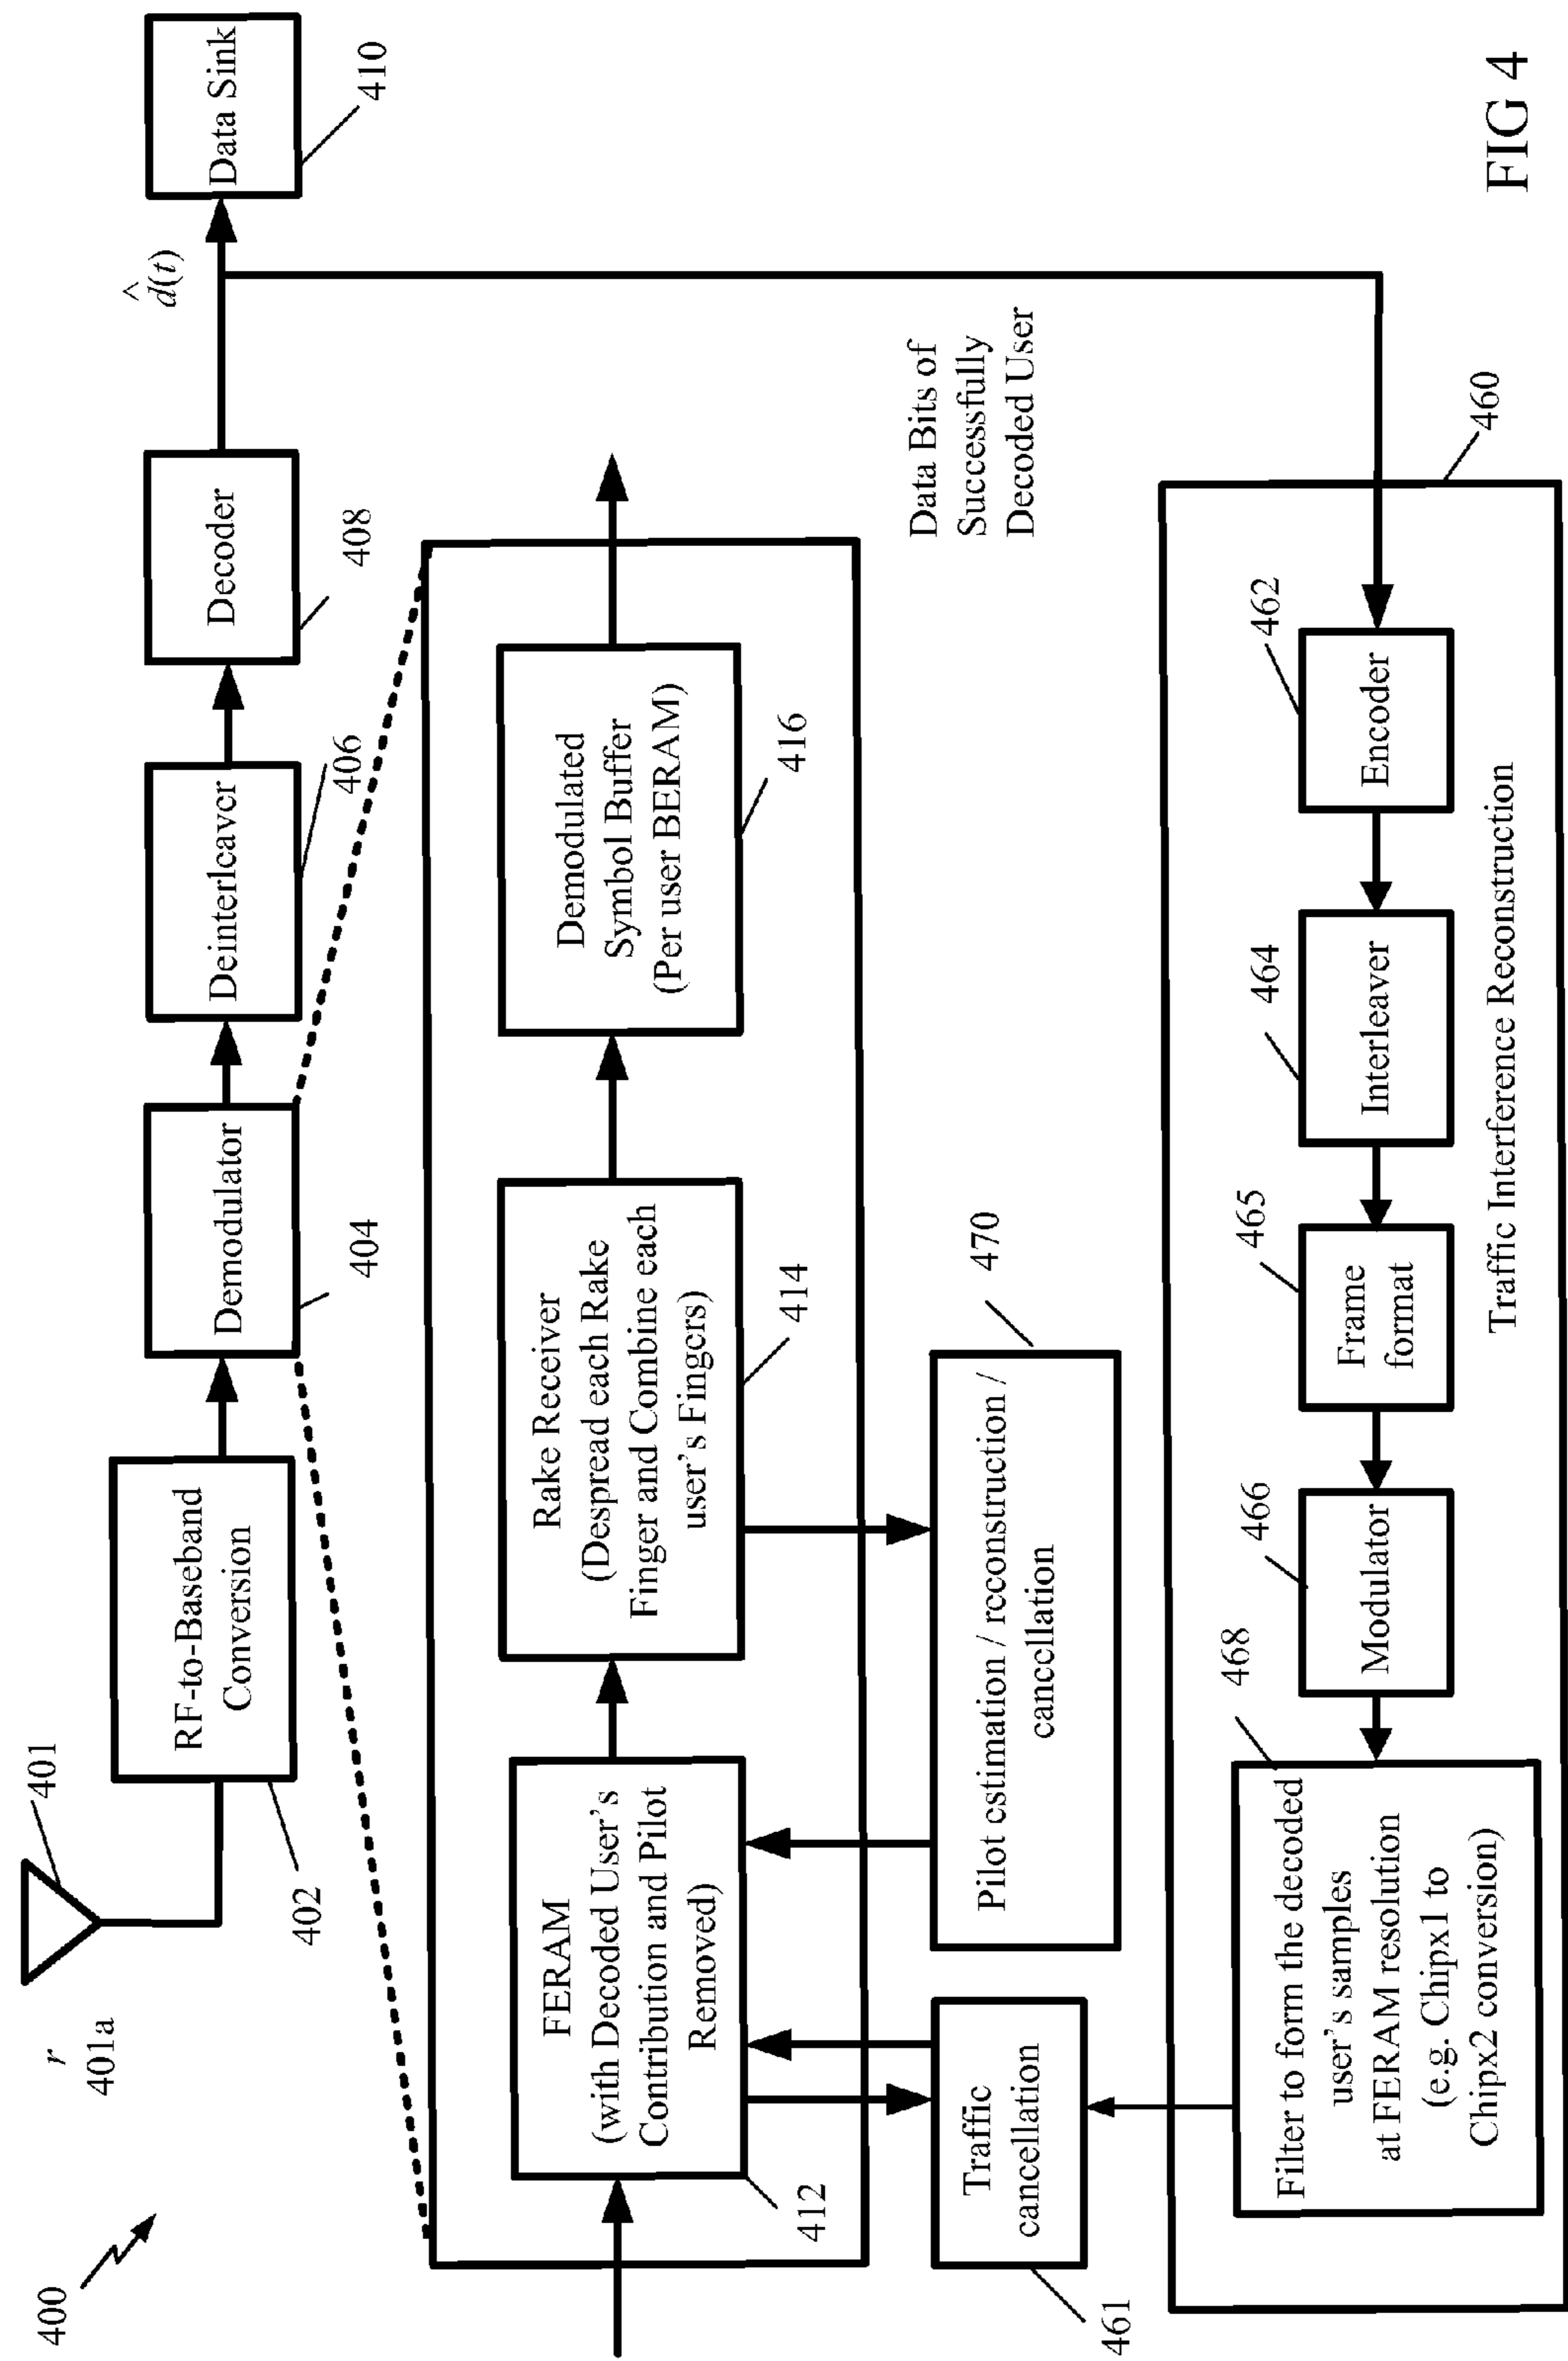 400
r
401a
401
RF-to-Baseband
Conversion
402
Demodulator
404
Deinterleaver
406
Decoder
408
^
d(t)
Data Sink
410
FERAM
(with Decoded User's
Contribution and Pilot
Removed)
412
Rake Receiver
(Despread each Rake
Finger and Combine each
user's Fingers)
414
Demodulated
Symbol Buffer
(Per user BERAM)
416
Traffic
cancellation
461
Pilot estimation / reconstruction /
cancellation
470
Data Bits of
Successfully
Decoded User
460
Filter to form the decoded
user's samples
at FERAM resolution
(e.g. Chipx1 to
Chipx2 conversion)
468
Modulator
466
Frame
format
465
Interleaver
464
Encoder
462
Traffic Interference Reconstruction
FIG 4